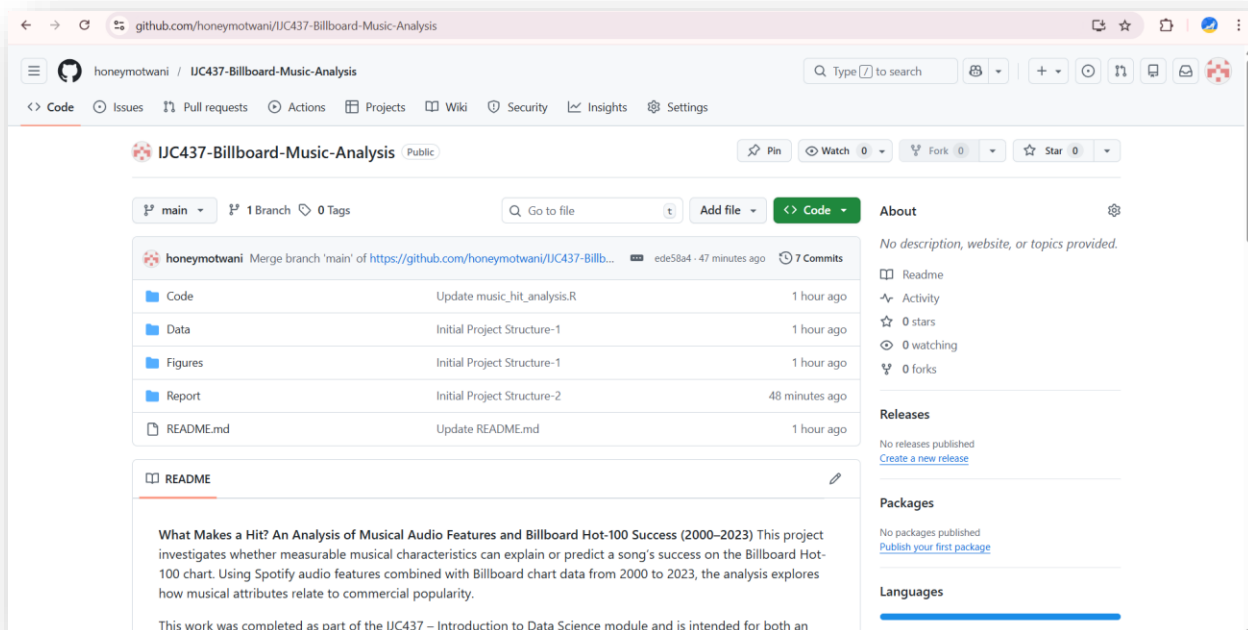 github.com/honeymotwani/IJC437-Billboard-Music-Analysis
honeymotwani / IJC437-Billboard-Music-Analysis
Type / to search
Code Issues Pull requests Actions Projects Wiki Security Insights Settings
IJC437-Billboard-Music-Analysis Public
Pin Watch 0 Fork 0 Star 0
main 1 Branch 0 Tags Go to file t Add file Code
honeymotwani Merge branch 'main' of https://github.com/honeymotwani/IJC437-Billb... ede58a4 · 47 minutes ago 7 Commits
Code Update music_hit_analysis.R 1 hour ago
Data Initial Project Structure-1 1 hour ago
Figures Initial Project Structure-1 1 hour ago
Report Initial Project Structure-2 48 minutes ago
README.md Update README.md 1 hour ago
README
What Makes a Hit? An Analysis of Musical Audio Features and Billboard Hot-100 Success (2000–2023) This project
investigates whether measurable musical characteristics can explain or predict a song's success on the Billboard Hot-
100 chart. Using Spotify audio features combined with Billboard chart data from 2000 to 2023, the analysis explores
how musical attributes relate to commercial popularity.
This work was completed as part of the IJC437 – Introduction to Data Science module and is intended for both an
About
No description, website, or topics provided.
Readme
Activity
0 stars
0 watching
0 forks
Releases
No releases published
Create a new release
Packages
No packages published
Publish your first package
Languages